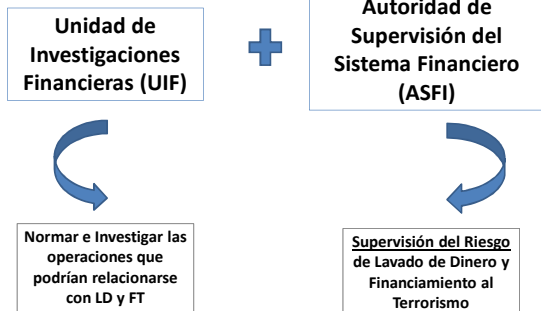 Unidad de
Investigaciones
Financieras (UIF)
Autoridad de
Supervisión del
Sistema Financiero
(ASFI)
Normar e Investigar las
operaciones que
podrían relacionarse
con LD y FT
Supervisión del Riesgo
de Lavado de Dinero y
Financiamiento al
Terrorismo